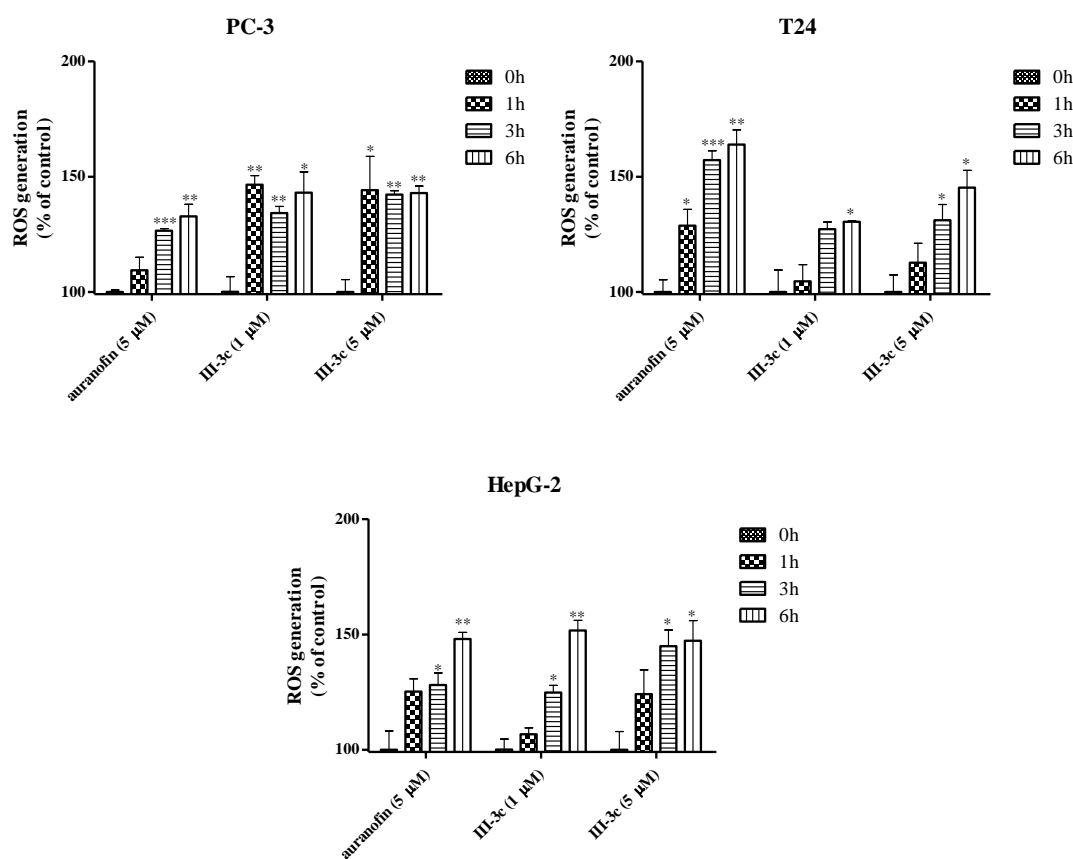 PC-3
ROS generation
(% of control)
200
150
100
**
***
**
*
**
*
**
**
auranofin (5 µM)
III-3c (1 µM)
III-3c (5 µM)
0h
1h
3h
6h
T24
ROS generation
(% of control)
200
150
100
*
***
**
*
*
*
auranofin (5 µM)
III-3c (1 µM)
III-3c (5 µM)
0h
1h
3h
6h
HepG-2
ROS generation
(% of control)
200
150
100
*
**
*
**
*
*
auranofin (5 µM)
III-3c (1 µM)
III-3c (5 µM)
0h
1h
3h
6h